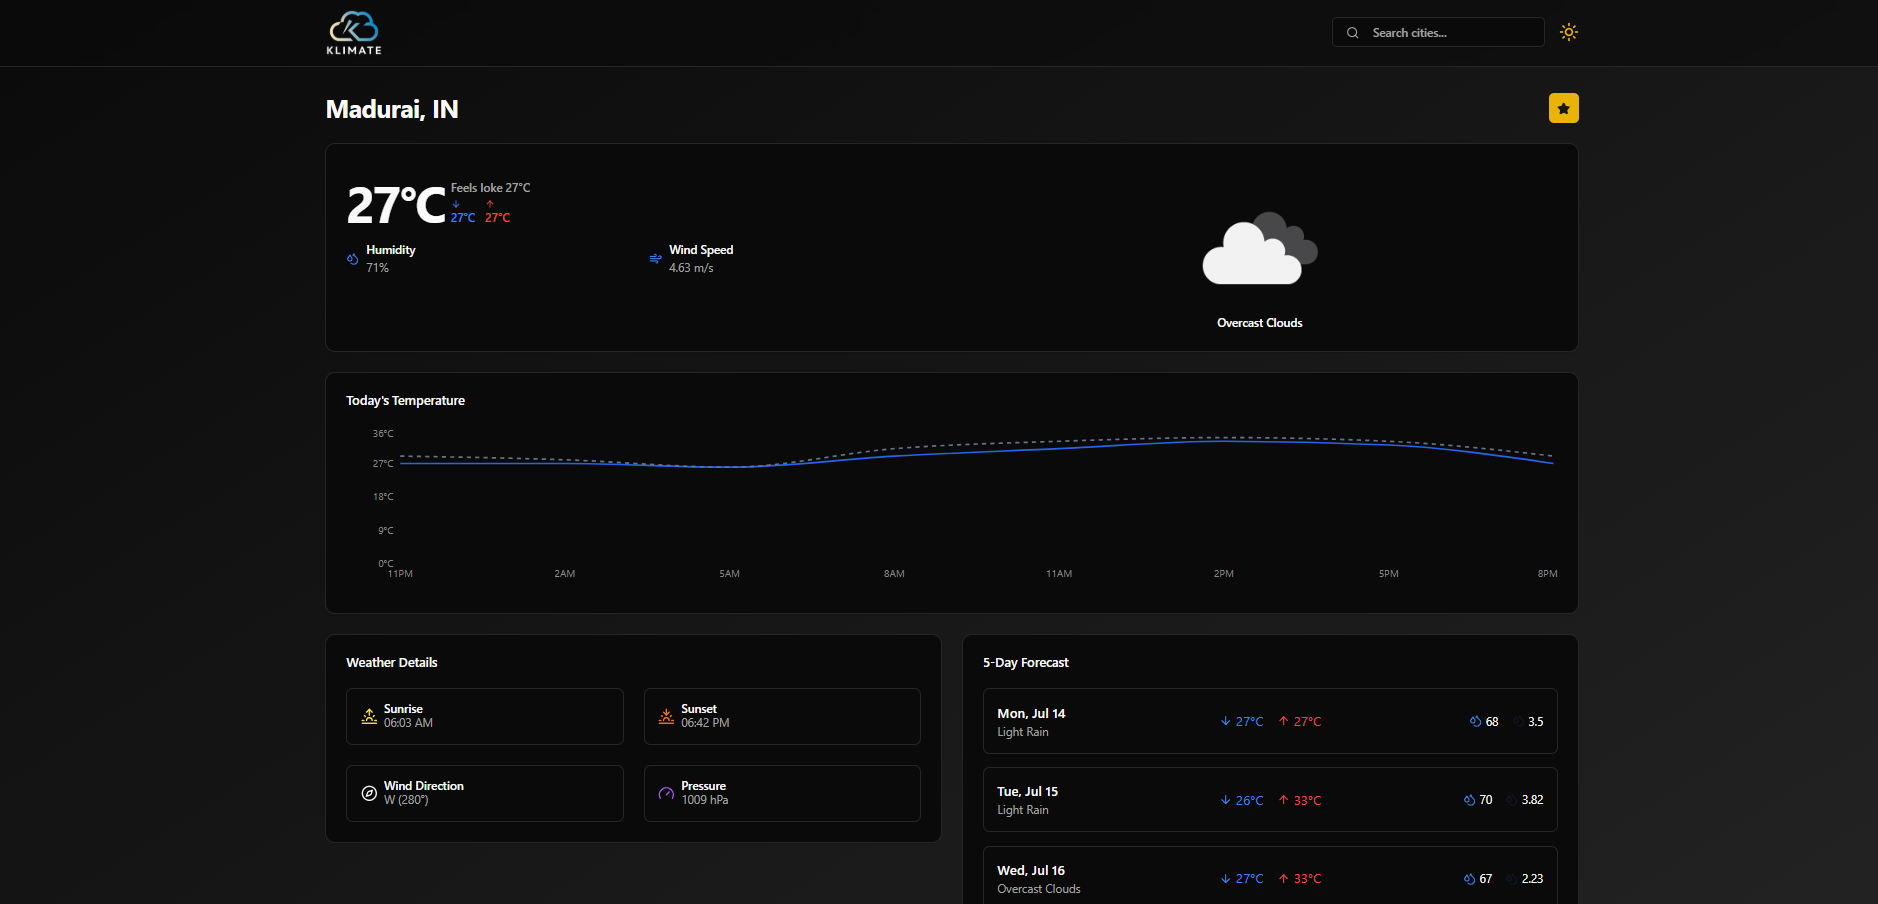 KLIMATE
Search cities...
Madurai, IN
27°C
Feels loke 27°C
27°C 27°C
Humidity
71%
Wind Speed
4.63 m/s
Overcast Clouds
Today's Temperature
36°C
27°C
18°C
9°C
0°C
11PM 2AM 5AM 8AM 11AM 2PM 5PM 8PM
Weather Details
Sunrise
06:03 AM
Sunset
06:42 PM
Wind Direction
W (280°)
Pressure
1009 hPa
5-Day Forecast
Mon, Jul 14
Light Rain
27°C 27°C 68 3.5
Tue, Jul 15
Light Rain
26°C 33°C 70 3.82
Wed, Jul 16
Overcast Clouds
27°C 33°C 67 2.23